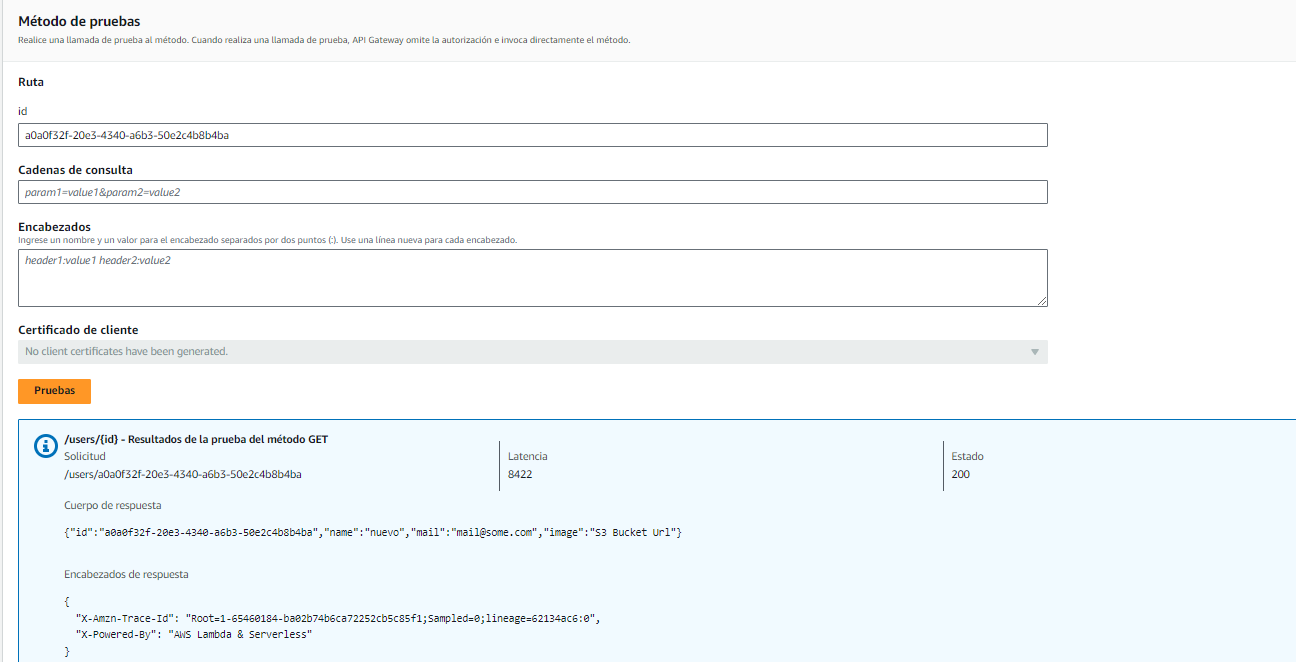 Método de pruebas
Realice una llamada de prueba al método. Cuando realiza una llamada de prueba, API Gateway omite la autorización e invoca directamente el método.
Ruta
id
a0a0f32f-20e3-4340-a6b3-50e2c4b8b4ba
Cadenas de consulta
param1=value1&param2=value2
Encabezados
Ingrese un nombre y un valor para el encabezado separados por dos puntos (:). Use una línea nueva para cada encabezado.
header1:value1 header2:value2
Certificado de cliente
No client certificates have been generated.
Pruebas
/users/{id} - Resultados de la prueba del método GET
Solicitud
/users/a0a0f32f-20e3-4340-a6b3-50e2c4b8b4ba
Latencia
8422
Estado
200
Cuerpo de respuesta
{"id":"a0a0f32f-20e3-4340-a6b3-50e2c4b8b4ba","name":"nuevo","mail":"mail@some.com","image":"S3 Bucket Url"}
Encabezados de respuesta
{
"X-Amzn-Trace-Id": "Root=1-65460184-ba02b74b6ca72252cb5c85f1;Sampled=0;lineage=62134ac6:0",
"X-Powered-By": "AWS Lambda & Serverless"
}